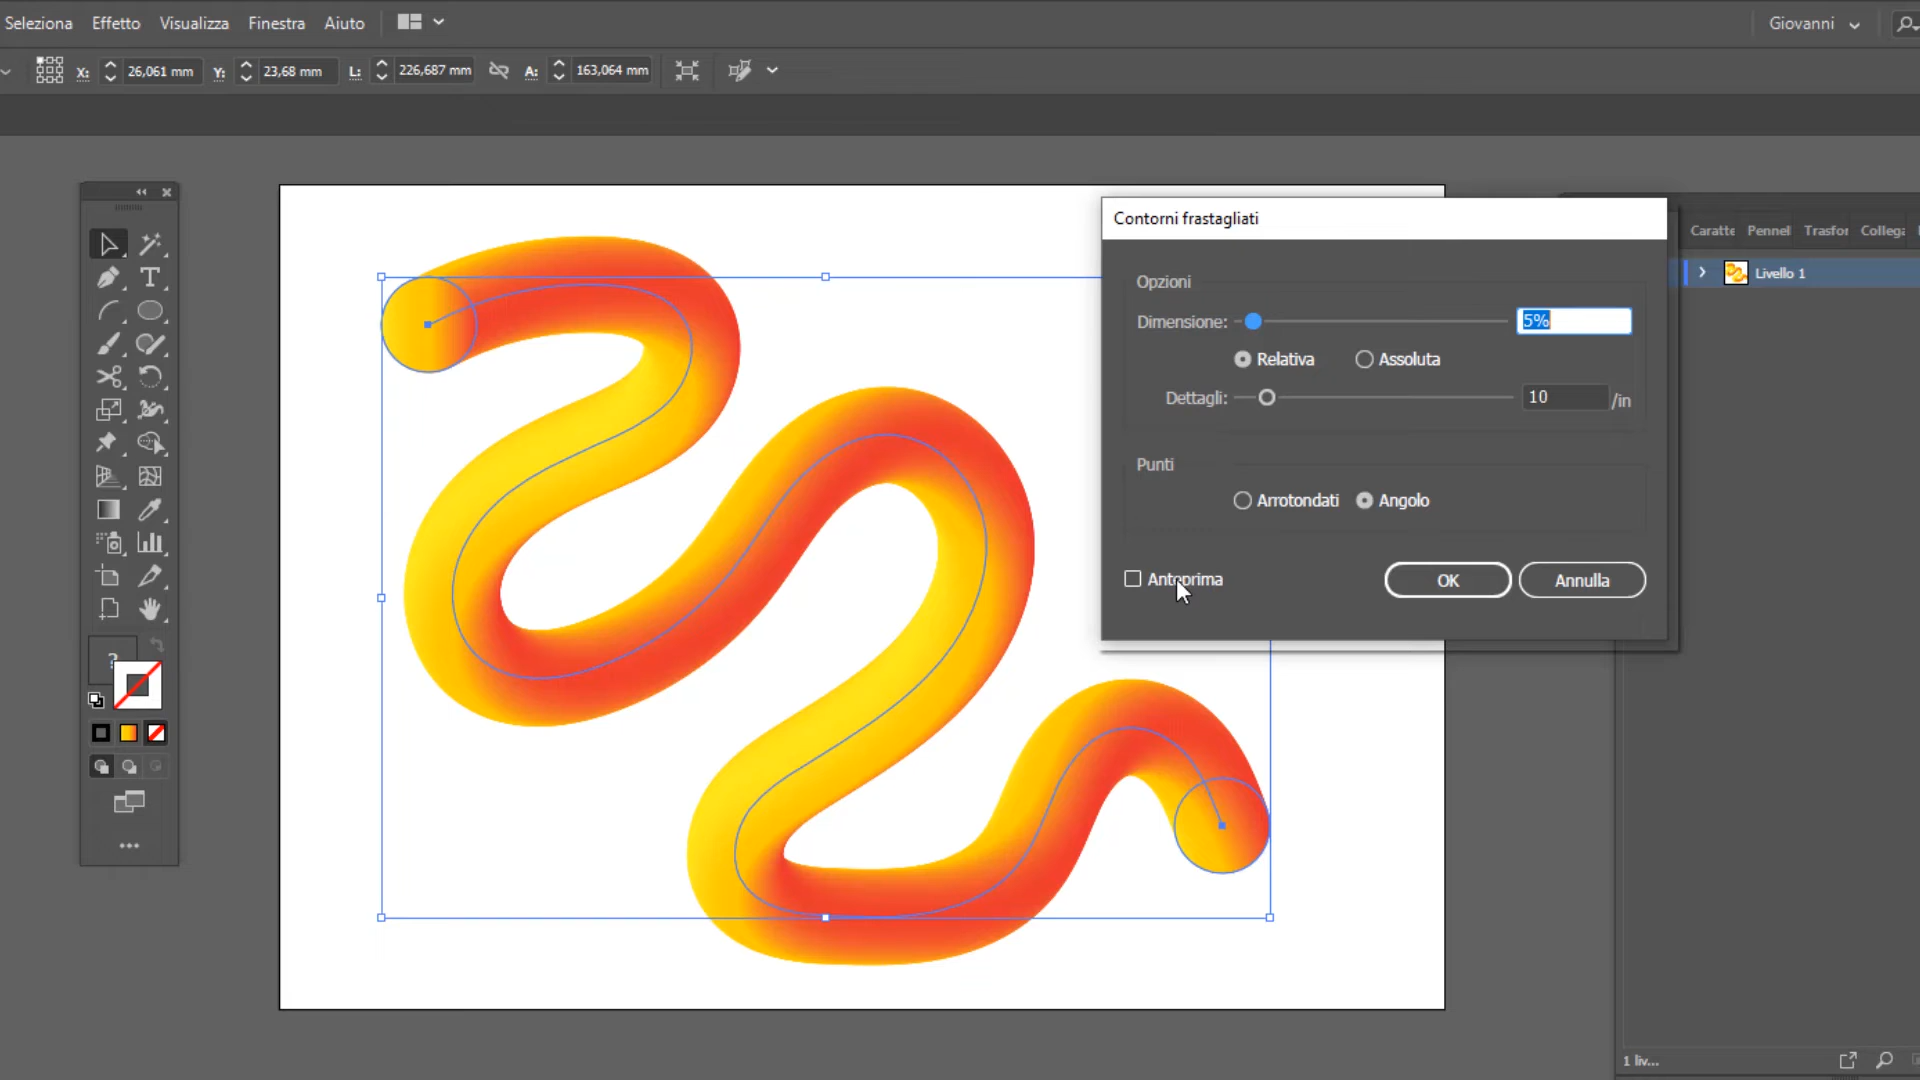 Seleziona Effetto Visualizza Finestra Aiuto Giovanni
X: 26,061 mm Y: 23,68 mm L: 226,687 mm A: 163,064 mm
Contorni frastagliati
Caratte Pennel Trasfor Collega
Livello 1
Opzioni
Dimensione: 5%
Relativa Assoluta
Dettagli: 10 /in
Punti
Arrotondati Angolo
Anteprima OK Annulla
?
1 liv...